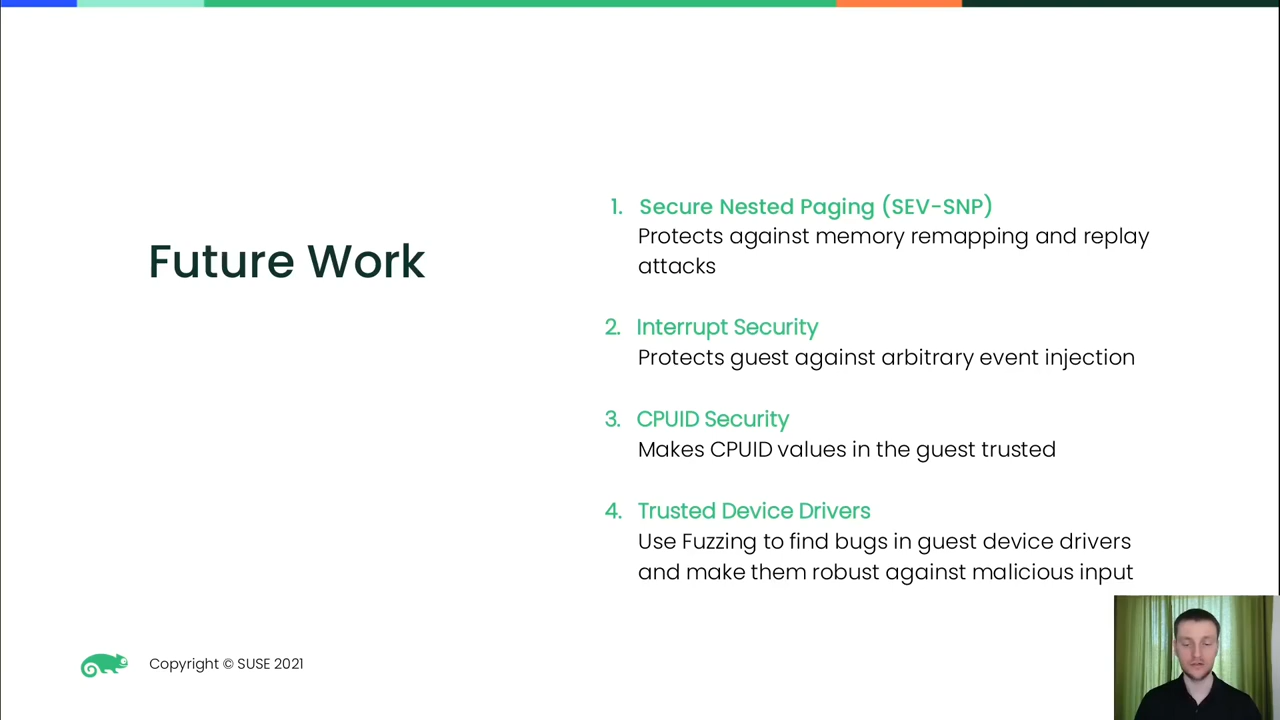 Future Work
1. Secure Nested Paging (SEV-SNP)
Protects against memory remapping and replay
attacks
2. Interrupt Security
Protects guest against arbitrary event injection
3. CPUID Security
Makes CPUID values in the guest trusted
4. Trusted Device Drivers
Use Fuzzing to find bugs in guest device drivers
and make them robust against malicious input
Copyright © SUSE 2021